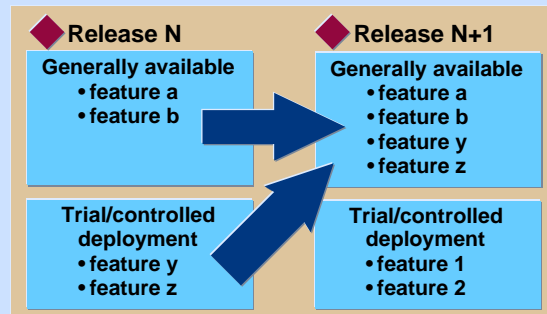 Release N
Generally available
• feature a
• feature b
Trial/controlled
deployment
• feature y
• feature z
Release N+1
Generally available
• feature a
• feature b
• feature y
• feature z
Trial/controlled
deployment
• feature 1
• feature 2